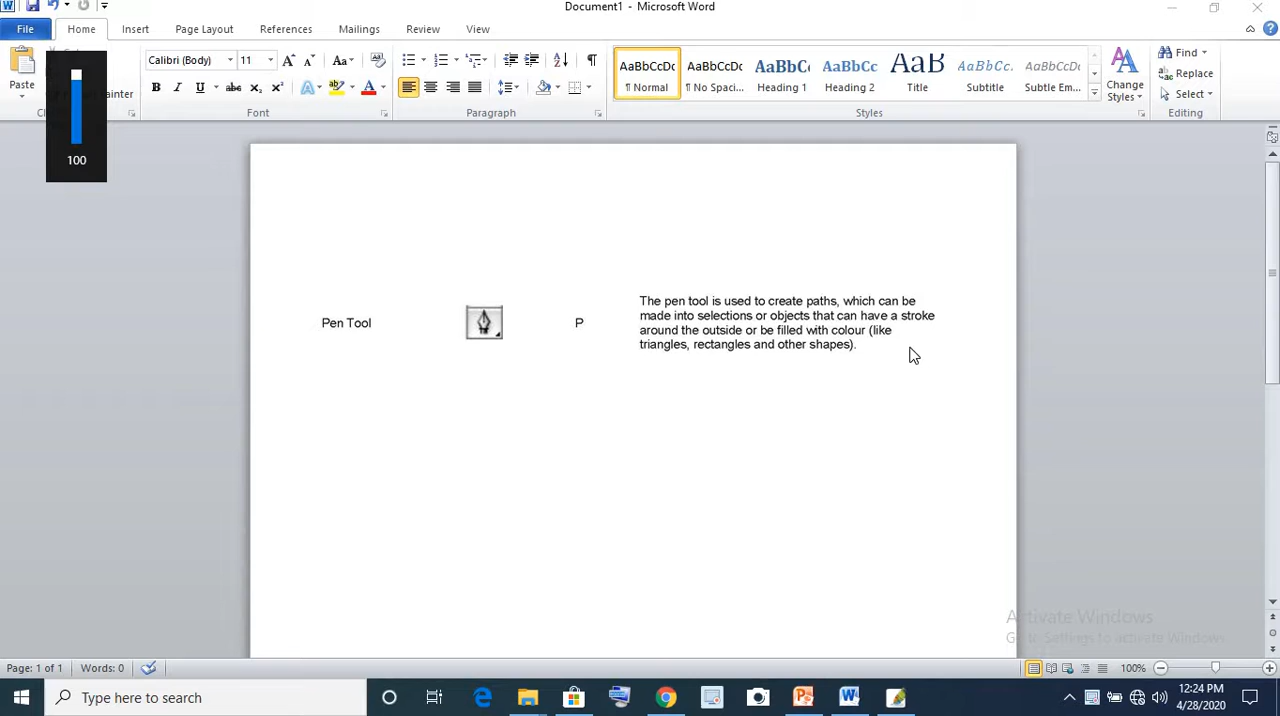 Document1 - Microsoft Word
File Home Insert Page Layout References Mailings Review View
Calibri (Body) 11 Aa
Find
Paste
Painter
B I U abc X₂ X² A A
AaBbCcDc AaBbCcDc AaBbCc AaBbCc AaB AaBbCc. AaBbCcDc
¶ Normal ¶ No Spaci... Heading 1 Heading 2 Title Subtitle Subtle Em...
Change
Styles
Replace
Select
Font Paragraph Styles Editing
100
The pen tool is used to create paths, which can be
made into selections or objects that can have a stroke
Pen Tool P
around the outside or be filled with colour (like
triangles, rectangles and other shapes).
Activate Windows
Go to Settings to activate Windows
Page: 1 of 1 Words: 0 100%
Type here to search
12:24 PM
4/28/2020